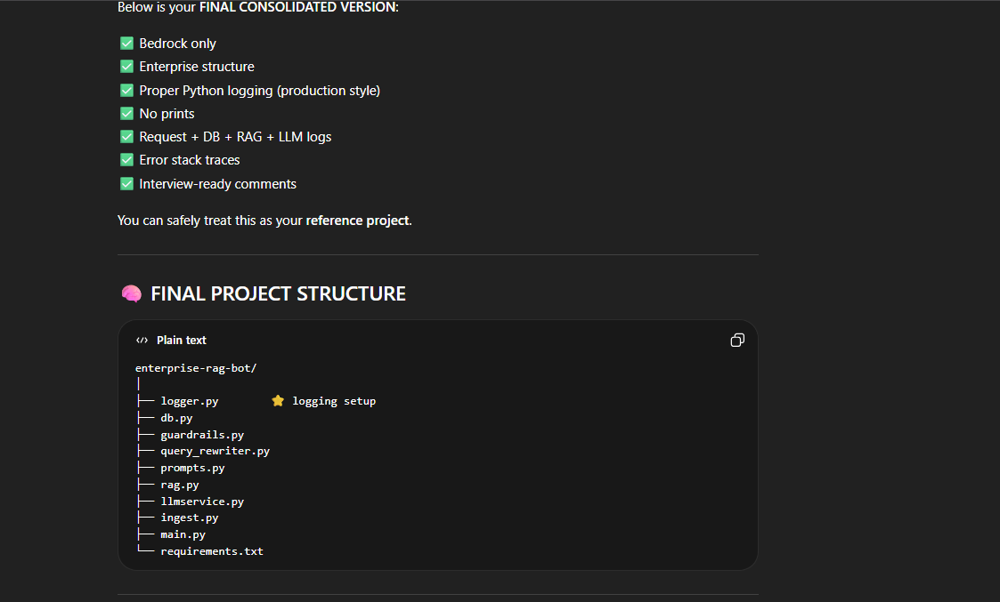 Below is your FINAL CONSOLIDATED VERSION:
✅ Bedrock only
✅ Enterprise structure
✅ Proper Python logging (production style)
✅ No prints
✅ Request + DB + RAG + LLM logs
✅ Error stack traces
✅ Interview-ready comments
You can safely treat this as your reference project.
🧠 FINAL PROJECT STRUCTURE
</> Plain text
enterprise-rag-bot/
│
├── logger.py        ⭐ logging setup
├── db.py
├── guardrails.py
├── query_rewriter.py
├── prompts.py
├── rag.py
├── llmservice.py
├── ingest.py
├── main.py
└── requirements.txt